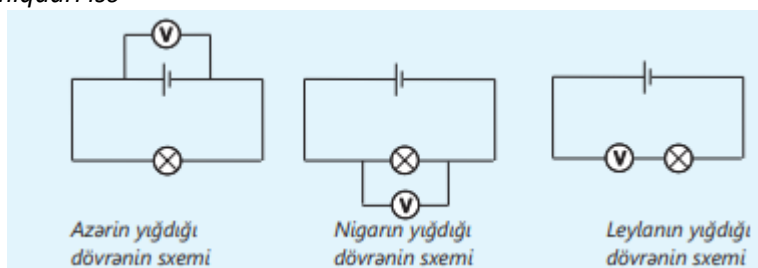 V
V
V
Azərin yığdığı
dövrənin sxemi
Nigarın yığdığı
dövrənin sxemi
Leylanın yığdığı
dövrənin sxemi